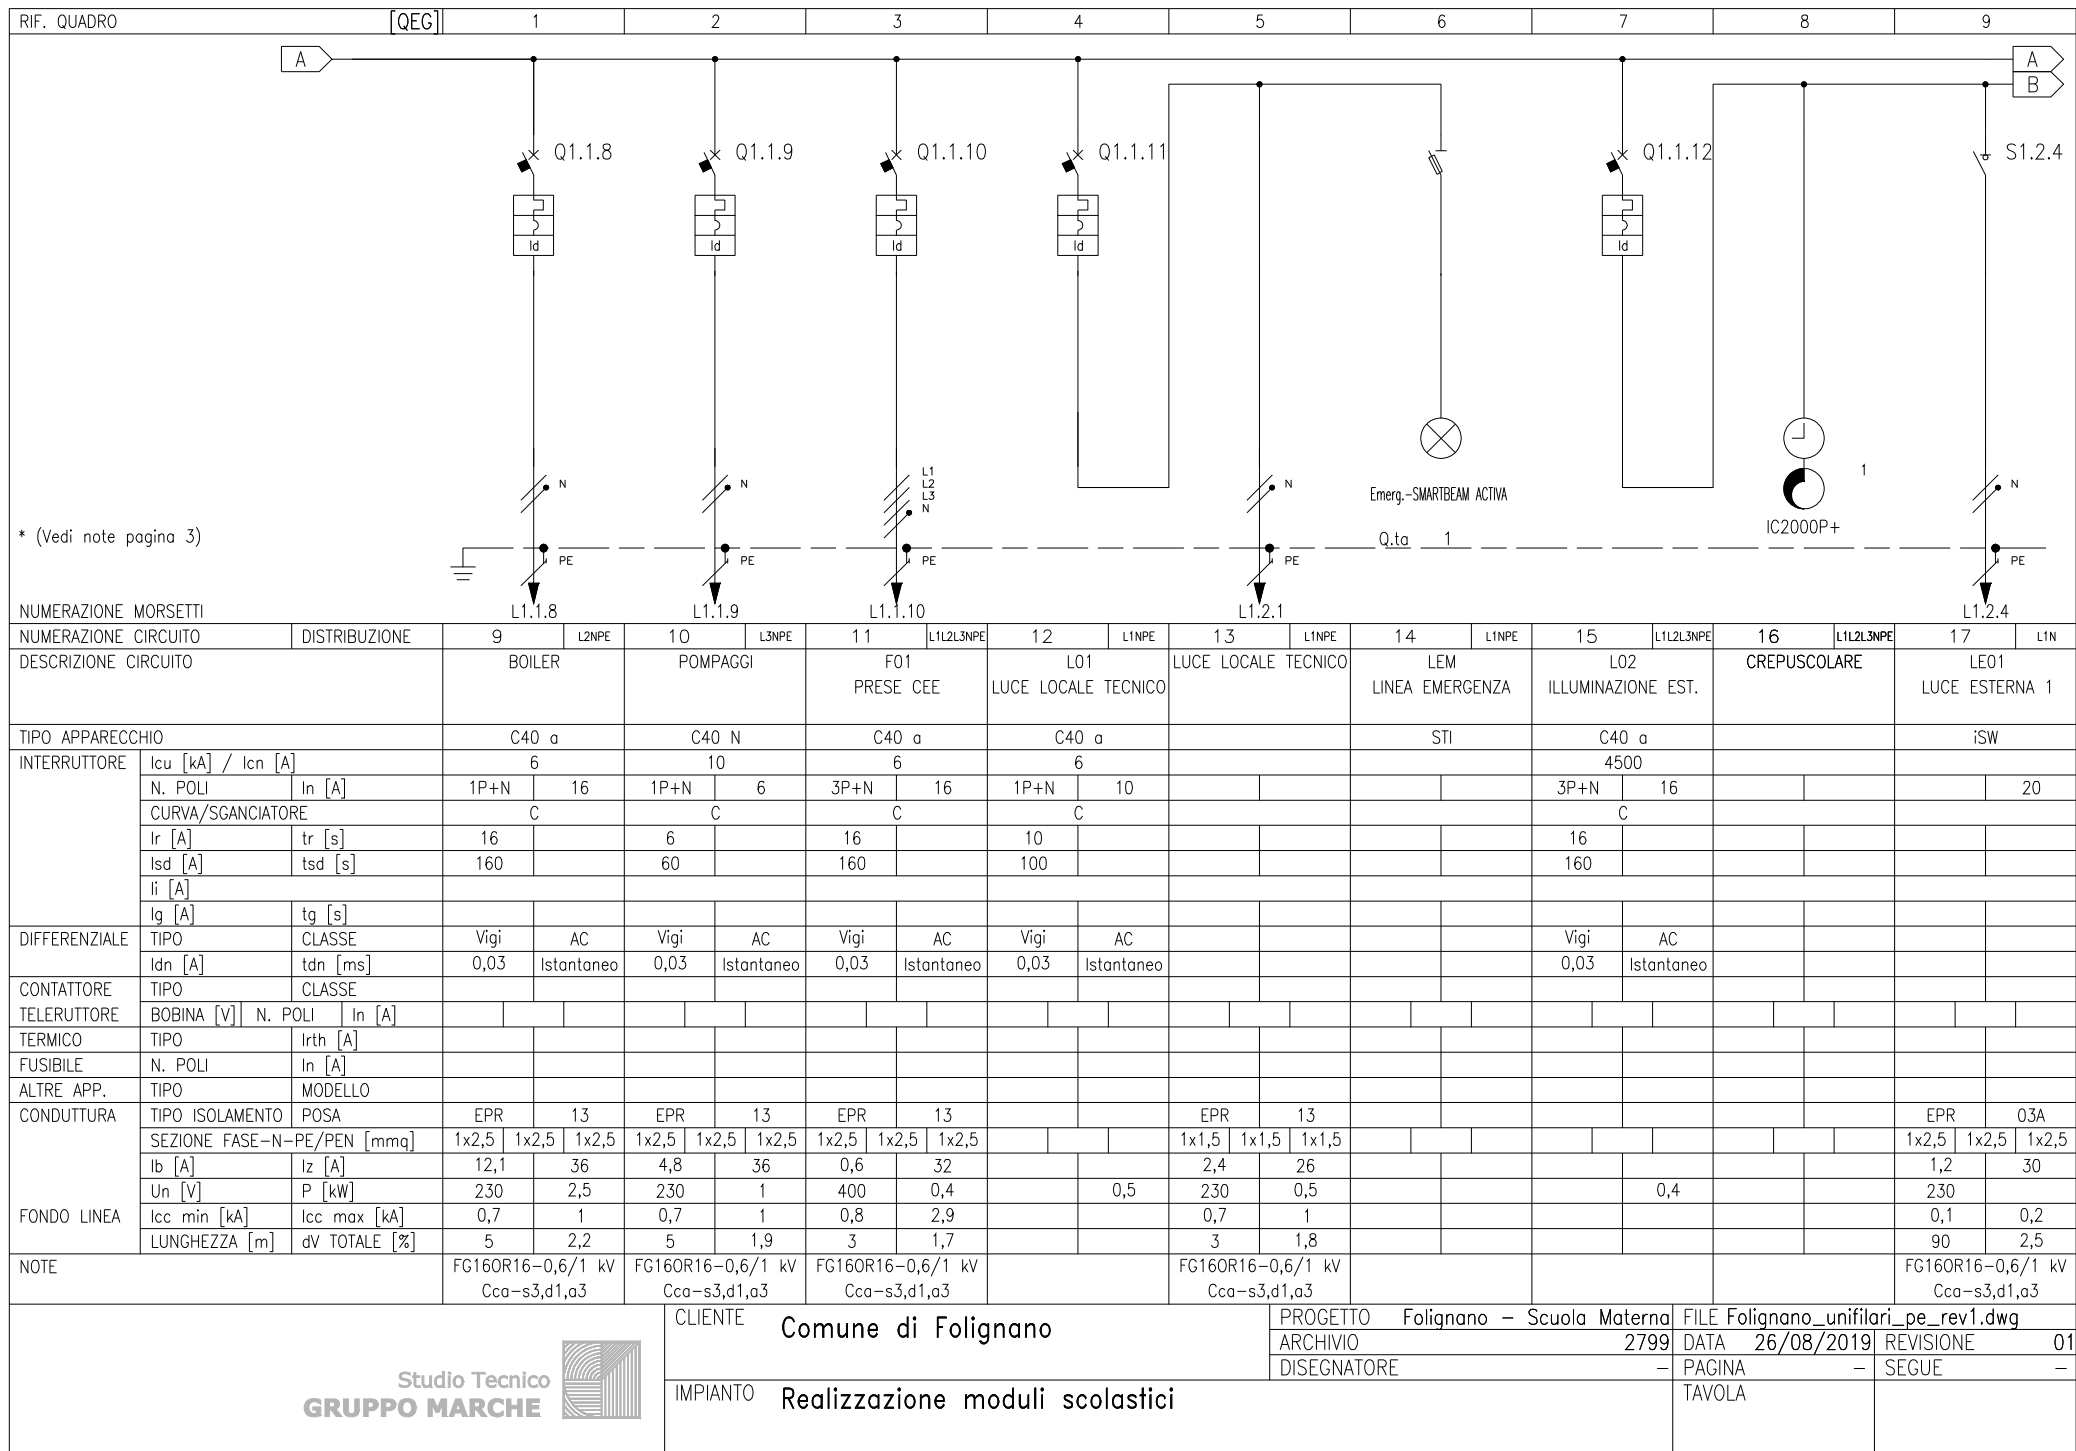 RIF. QUADRO [QEG] 1 2 3 4 5 6 7 8 9
A A
B
Q1.1.8 Q1.1.9 Q1.1.10 Q1.1.11 Q1.1.12 S1.2.4
Id Id Id Id Id
L1
L2
L3
N N N N N
Emerg.-SMARTBEAM ACTIVA
1
IC2000P+
* (Vedi note pagina 3)
Q.ta 1
PE PE PE PE PE
NUMERAZIONE MORSETTI L1.1.8 L1.1.9 L1.1.10 L1.2.1 L1.2.4
NUMERAZIONE CIRCUITO DISTRIBUZIONE 9 L2NPE 10 L3NPE 11 L1L2L3NPE 12 L1NPE 13 L1NPE 14 L1NPE 15 L1L2L3NPE 16 L1L2L3NPE 17 L1N
DESCRIZIONE CIRCUITO BOILER POMPAGGI F01 L01 LUCE LOCALE TECNICO LEM L02 CREPUSCOLARE LE01
PRESE CEE LUCE LOCALE TECNICO LINEA EMERGENZA ILLUMINAZIONE EST. LUCE ESTERNA 1
TIPO APPARECCHIO C40 a C40 N C40 a C40 a STI C40 a iSW
INTERRUTTORE Icu [kA] / Icn [A] 6 10 6 6 4500
N. POLI In [A] 1P+N 16 1P+N 6 3P+N 16 1P+N 10 3P+N 16 20
CURVA/SGANCIATORE C C C C C
Ir [A] tr [s] 16 6 16 10 16
Isd [A] tsd [s] 160 60 160 100 160
Ii [A]
Ig [A] tg [s]
DIFFERENZIALE TIPO CLASSE Vigi AC Vigi AC Vigi AC Vigi AC Vigi AC
Idn [A] tdn [ms] 0,03 Istantaneo 0,03 Istantaneo 0,03 Istantaneo 0,03 Istantaneo 0,03 Istantaneo
CONTATTORE TIPO CLASSE
TELERUTTORE BOBINA [V] N. POLI In [A]
TERMICO TIPO Irth [A]
FUSIBILE N. POLI In [A]
ALTRE APP. TIPO MODELLO
CONDUTTURA TIPO ISOLAMENTO POSA EPR 13 EPR 13 EPR 13 EPR 13 EPR 03A
SEZIONE FASE-N-PE/PEN [mmq] 1x2,5 1x2,5 1x2,5 1x2,5 1x2,5 1x2,5 1x2,5 1x2,5 1x2,5 1x1,5 1x1,5 1x1,5 1x2,5 1x2,5 1x2,5
Ib [A] Iz [A] 12,1 36 4,8 36 0,6 32 2,4 26 1,2 30
Un [V] P [kW] 230 2,5 230 1 400 0,4 0,5 230 0,5 0,4 230
FONDO LINEA Icc min [kA] Icc max [kA] 0,7 1 0,7 1 0,8 2,9 0,7 1 0,1 0,2
LUNGHEZZA [m] dV TOTALE [%] 5 2,2 5 1,9 3 1,7 3 1,8 90 2,5
NOTE FG16OR16-0,6/1 kV FG16OR16-0,6/1 kV FG16OR16-0,6/1 kV FG16OR16-0,6/1 kV FG16OR16-0,6/1 kV
Cca-s3,d1,a3 Cca-s3,d1,a3 Cca-s3,d1,a3 Cca-s3,d1,a3 Cca-s3,d1,a3
Studio Tecnico
GRUPPO MARCHE
CLIENTE Comune di Folignano
IMPIANTO Realizzazione moduli scolastici
PROGETTO Folignano - Scuola Materna FILE Folignano_unifilari_pe_rev1.dwg
ARCHIVIO 2799 DATA 26/08/2019 REVISIONE 01
DISEGNATORE - PAGINA - SEGUE -
TAVOLA